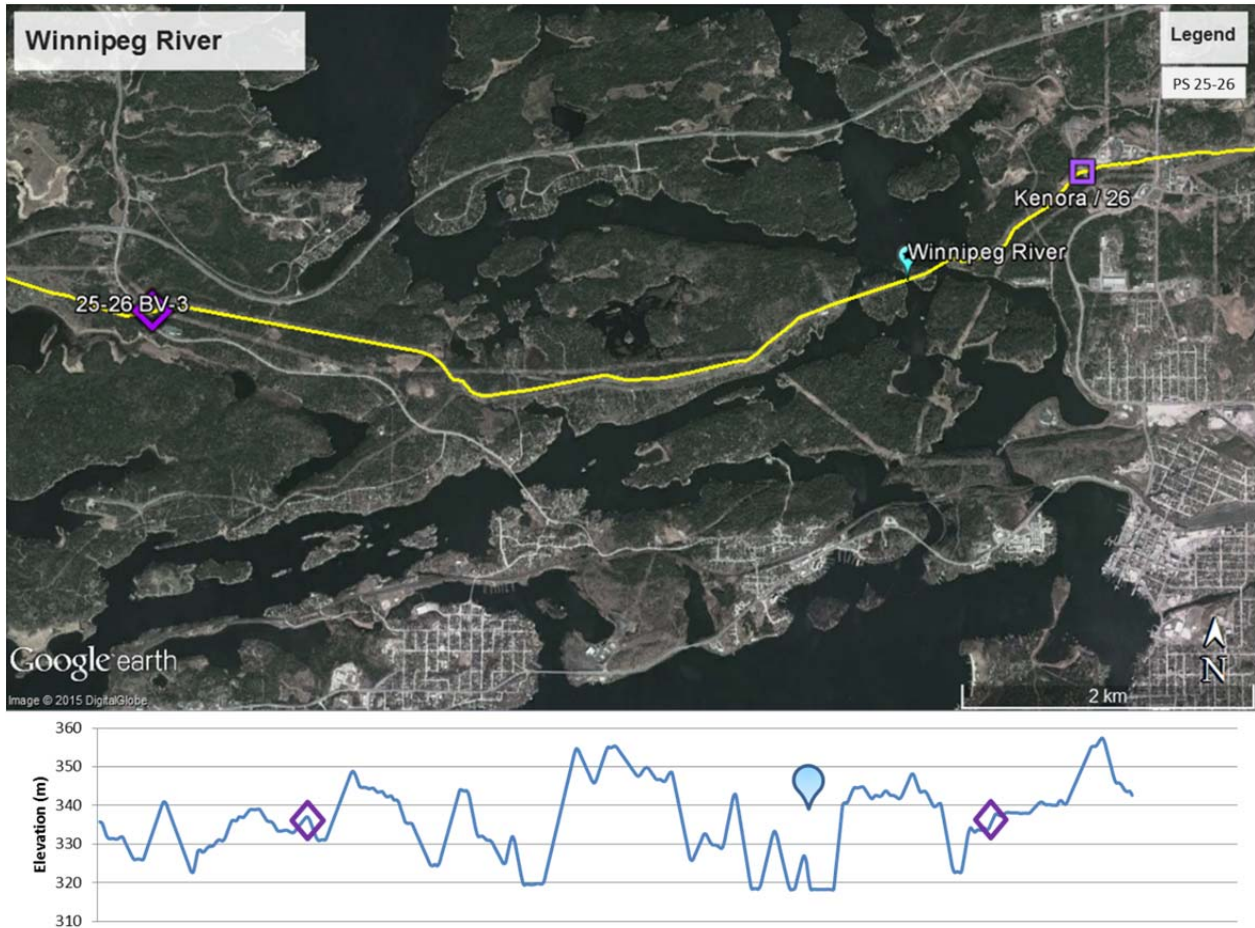 Winnipeg River
Legend
PS 25-26
Kenora / 26
Winnipeg River
25-26 BV-3
Google earth
N
Image © 2015 DigitalGlobe
2 km
360
350
340
330
320
310
Elevation (m)